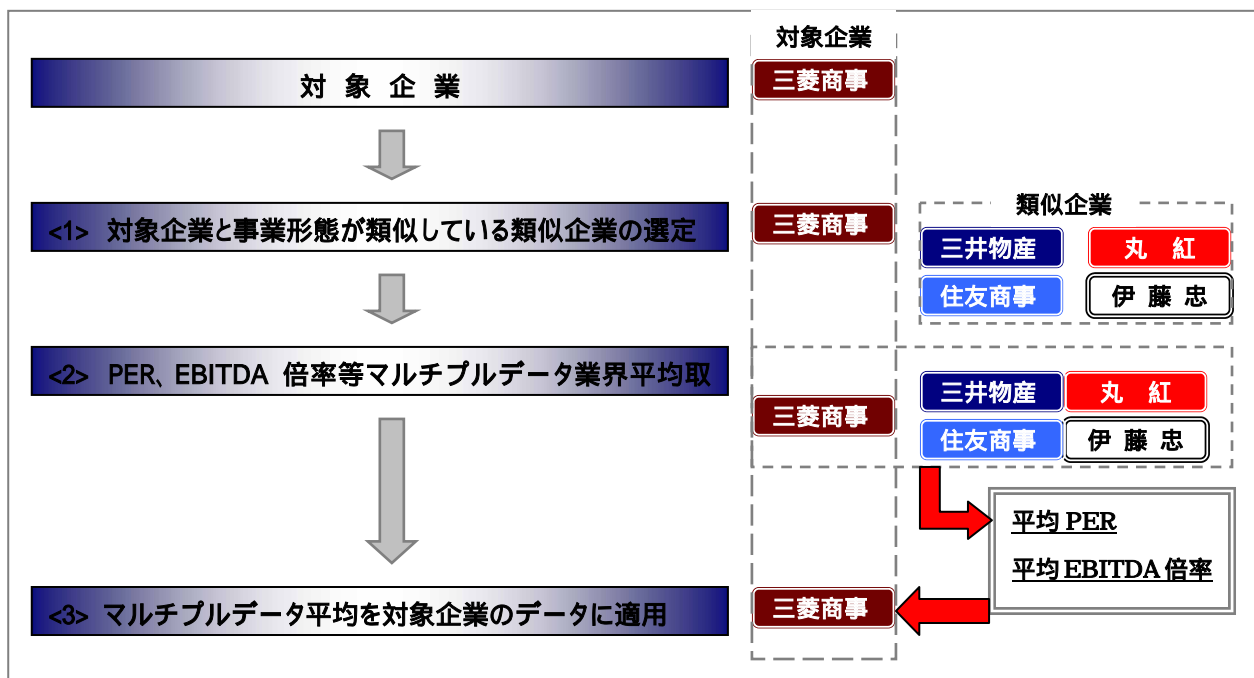 対象企業
対 象 企 業
三菱商事
<1> 対象企業と事業形態が類似している類似企業の選定
三菱商事
類似企業
三井物産
丸 紅
住友商事
伊 藤 忠
<2> PER、EBITDA 倍率等マルチプルデータ業界平均取
三菱商事
三井物産
丸 紅
住友商事
伊 藤 忠
平均 PER
平均 EBITDA 倍率
<3> マルチプルデータ平均を対象企業のデータに適用
三菱商事